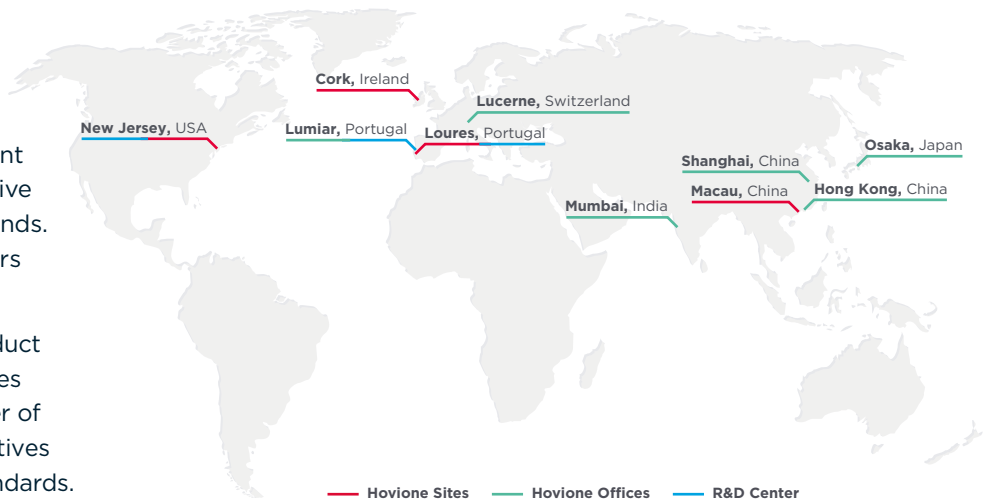 Cork, Ireland
Lucerne, Switzerland
New Jersey, USA
Lumiar, Portugal
Loures, Portugal
Osaka, Japan
Shanghai, China
Macau, China
Hong Kong, China
Mumbai, India
nt
ive
nds.
rs
duct
es
r of
tives
ndards.
Hovione Sites
Hovione Offices
R&D Center